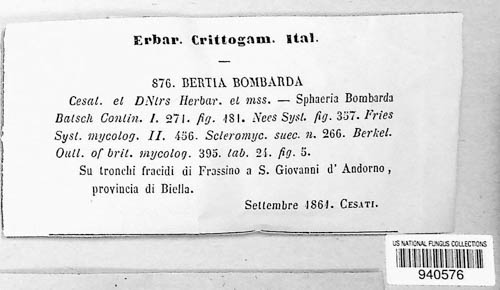 Erbar. Crittogam. Ital.
876. BERTIA BOMBARDA
Cesat. et DNtrs Herbar. et mss. — Sphaeria Bombarda
Batsch Contin. I. 271. fig. 181. Nees Syst. fig. 357. Fries
Syst. mycolog. II. 456. Scleromyc. suec. n. 266. Berkel.
Outl. of brit. mycolog. 395. tab. 24. fig. 5.
Su tronchi fracidi di Frassino a S. Giovanni d' Andorno,
provincia di Biella.
Settembre 1861. CESATI.
US NATIONAL FUNGUS COLLECTIONS
940576